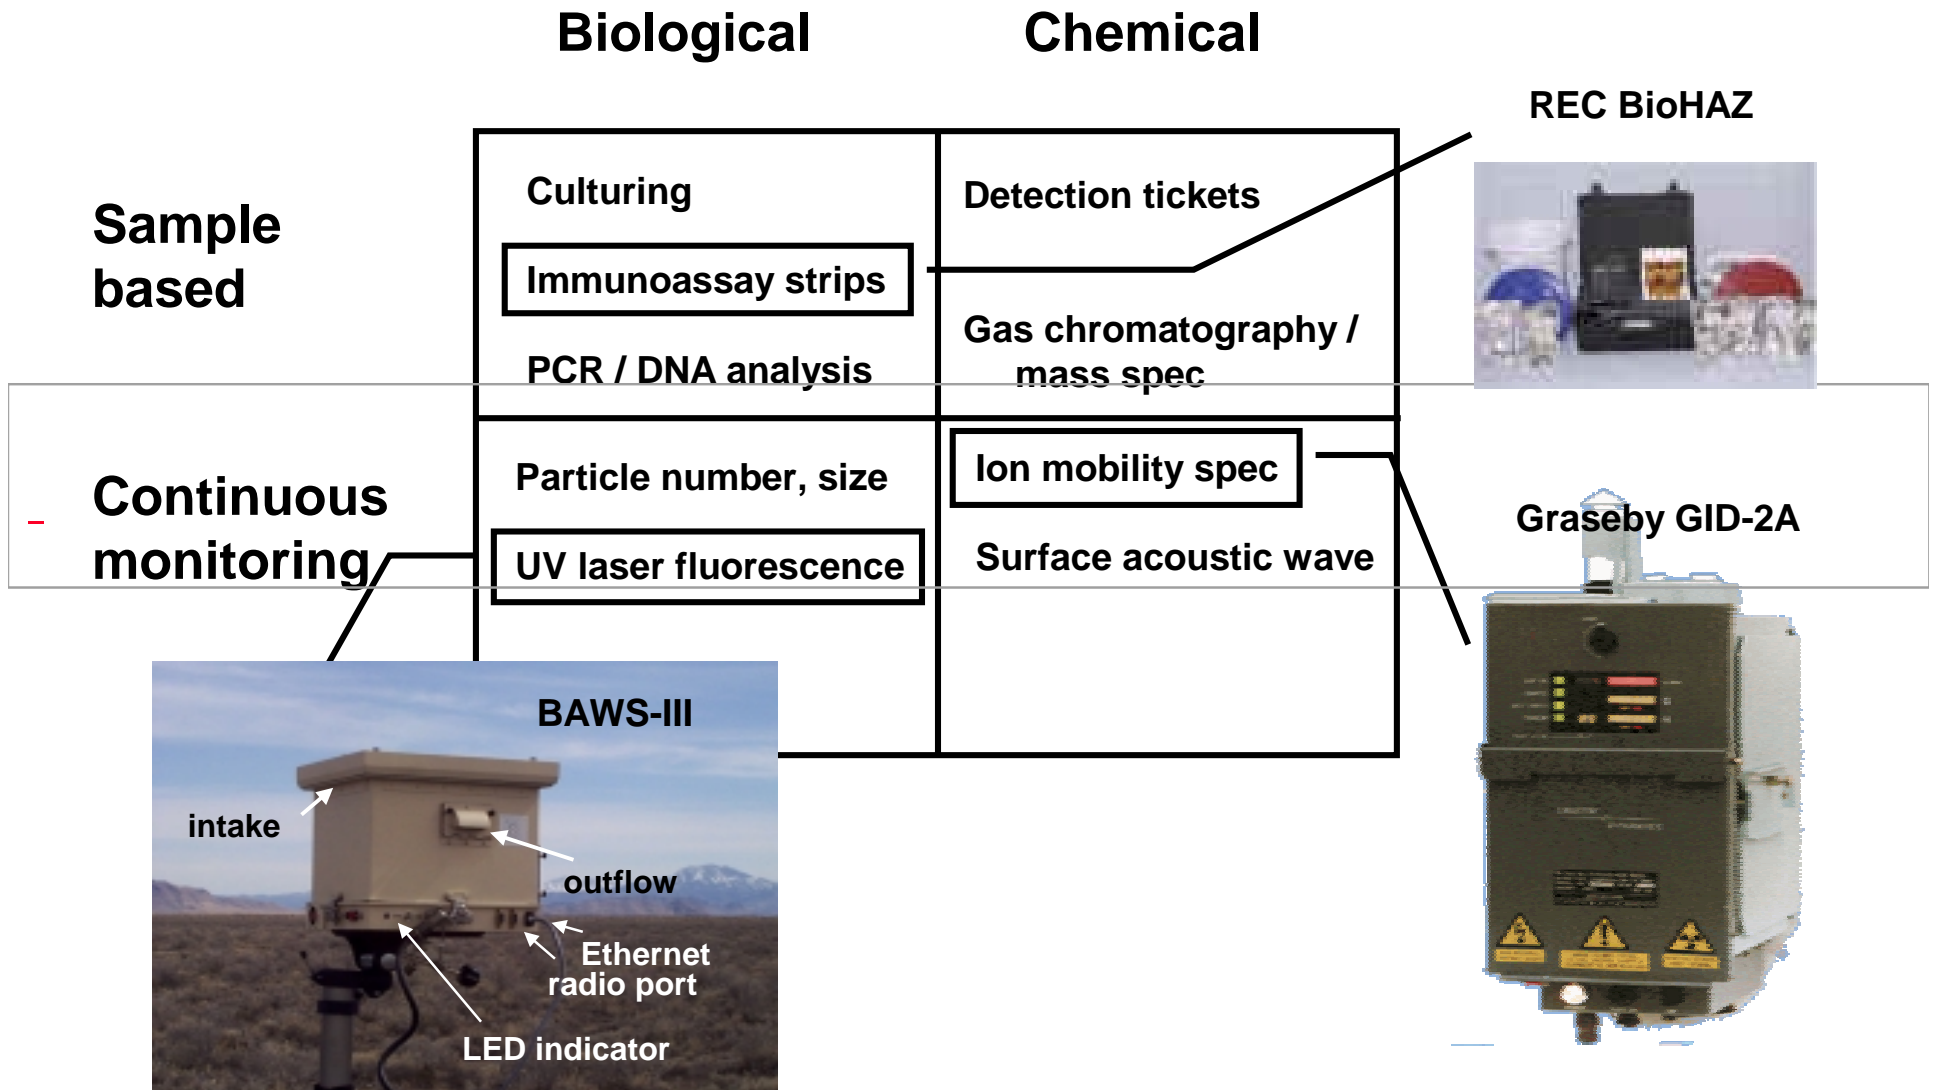 Biological
Chemical
REC BioHAZ
Sample
based
Culturing
Immunoassay strips
PCR / DNA analysis
Detection tickets
Gas chromatography /
mass spec
Continuous
monitoring
Particle number, size
UV laser fluorescence
Ion mobility spec
Surface acoustic wave
Graseby GID-2A
BAWS-III
intake
outflow
Ethernet
radio port
LED indicator